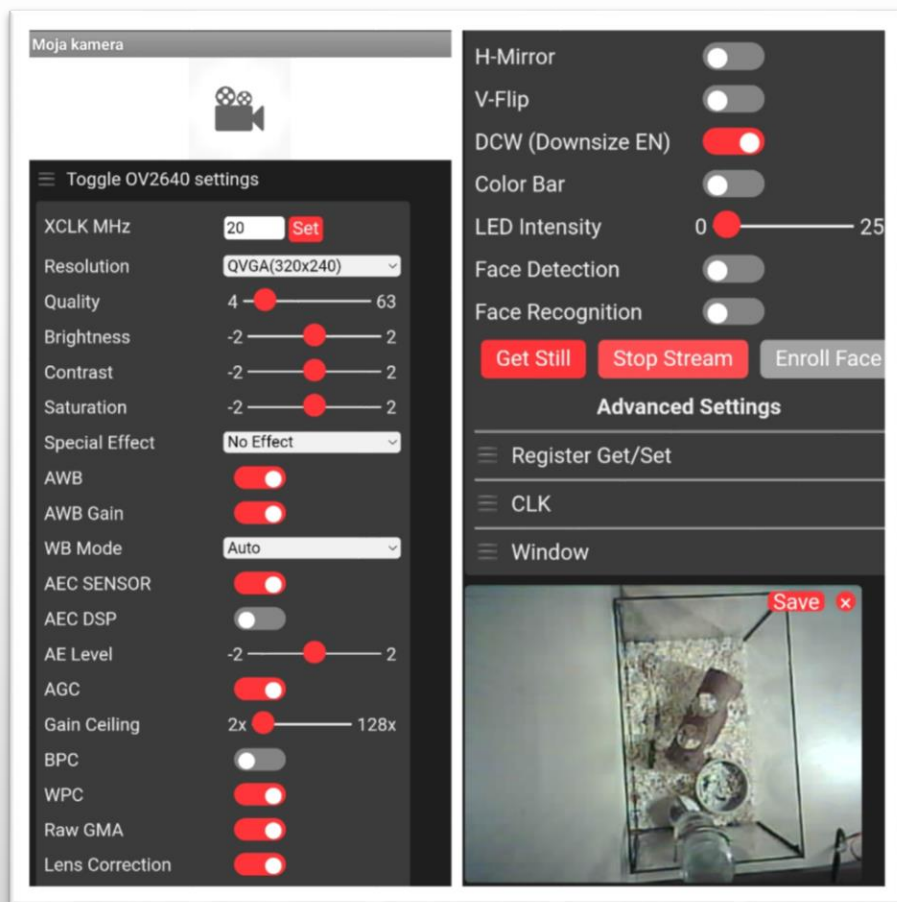 Moja kamera
Toggle OV2640 settings
XCLK MHz 20 Set
Resolution QVGA(320x240)
Quality 4 63
Brightness -2 2
Contrast -2 2
Saturation -2 2
Special Effect No Effect
AWB
AWB Gain
WB Mode Auto
AEC SENSOR
AEC DSP
AE Level -2 2
AGC
Gain Ceiling 2x 128x
BPC
WPC
Raw GMA
Lens Correction
H-Mirror
V-Flip
DCW (Downsize EN)
Color Bar
LED Intensity 0 25
Face Detection
Face Recognition
Get Still Stop Stream Enroll Face
Advanced Settings
Register Get/Set
CLK
Window
Save ×